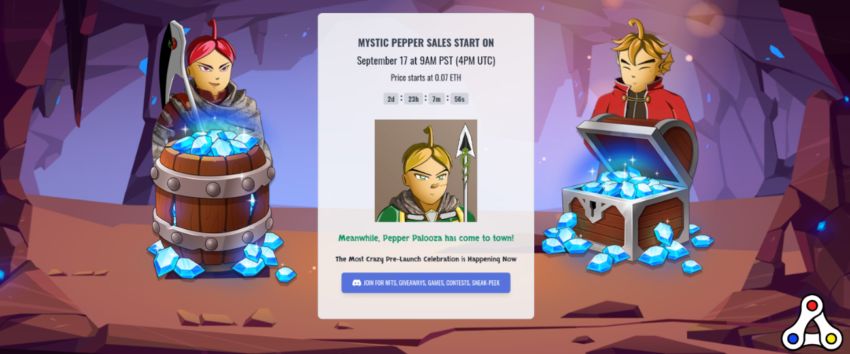 MYSTIC PEPPER SALES START ON
September 17 at 9AM PST (4PM UTC)
Price starts at 0.07 ETH
2d : 23h : 7m : 56s
Meanwhile, Pepper Palooza has come to town!
The Most Crazy Pre-Launch Celebration is Happening Now
JOIN FOR NFTS, GIVEAWAYS, GAMES, CONTESTS, SNEAK-PEEK